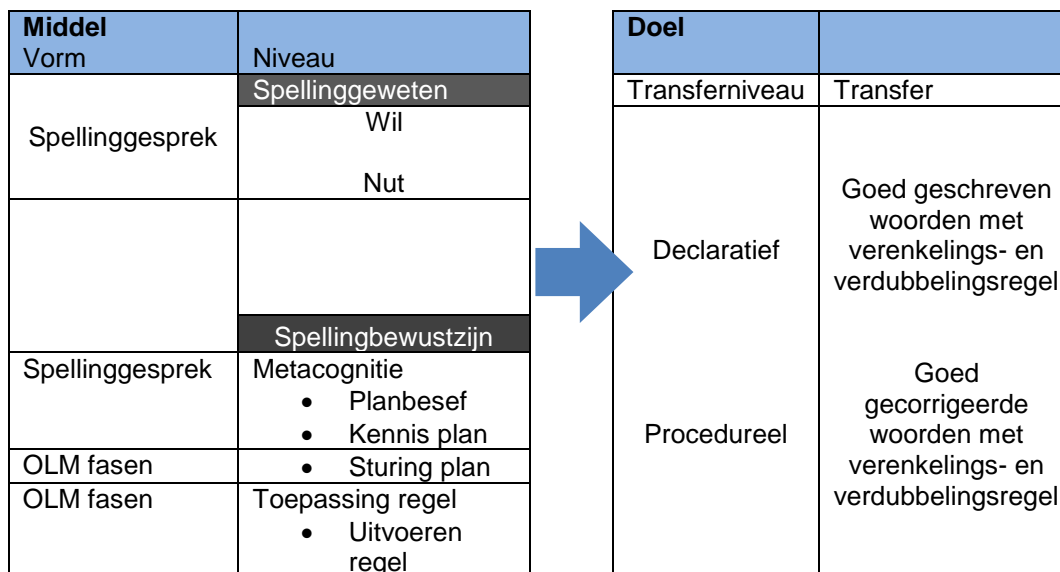 Middel
Vorm
Niveau
Spellinggesprek
Spellinggeweten
Wil
Nut
Spellingbewustzijn
Spellinggesprek
Metacognitie
• Planbesef
• Kennis plan
OLM fasen
• Sturing plan
OLM fasen
Toepassing regel
• Uitvoeren
regel
Doel
Transferniveau
Transfer
Declaratief
Goed geschreven
woorden met
verenkelings- en
verdubbelingsregel
Procedureel
Goed
gecorrigeerde
woorden met
verenkelings- en
verdubbelingsregel